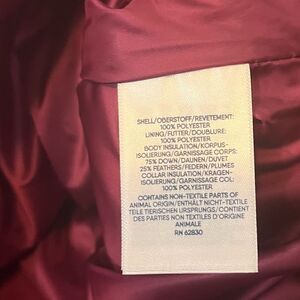 SHELL/OBERSTOFF/REVETEMENT:
100% POLYESTER
LINING/FUTTER/DOUBLURE:
100% POLYESTER
BODY INSULATION/KORPUS-
ISOLIERUNG/GARNISSAGE CORPS:
75% DOWN/DAUNEN/DUVET
25% FEATHERS/FEDERN/PLUMES
COLLAR INSULATION/KRAGEN-
ISOLIERUNG/GARNISSAGE COL:
100% POLYESTER
CONTAINS NON-TEXTILE PARTS OF
ANIMAL ORIGIN/ENTHÄLT NICHT-TEXTILE
TEILE TIERISCHEN URSPRUNGS/CONTIENT
DES PARTIES NON TEXTILES D'ORIGINE
ANIMALE
RN 62830